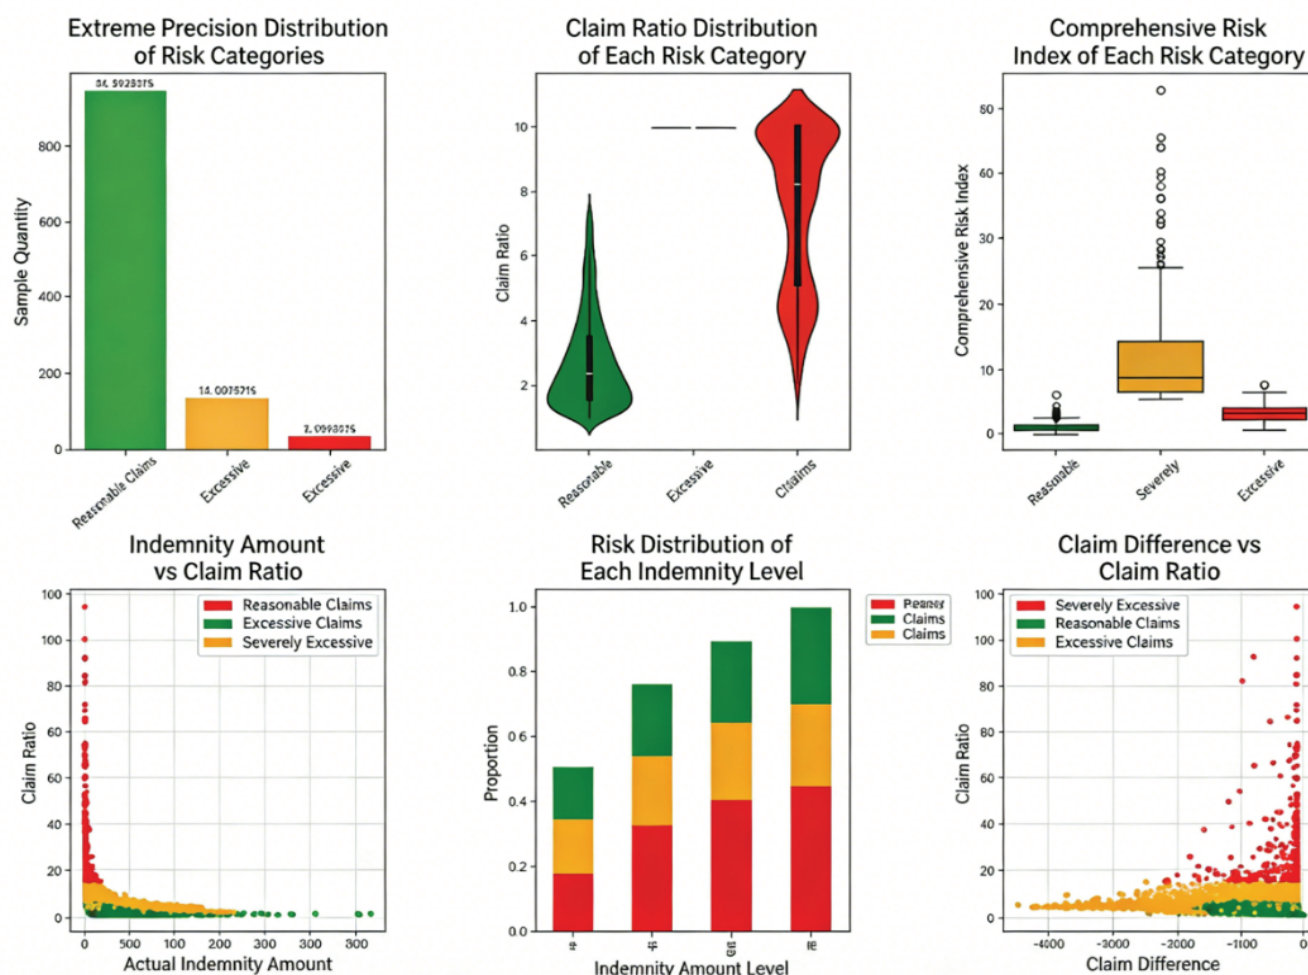 Extreme Precision Distribution
of Risk Categories
800
600
400
200
0
Sample Quantity
Reasonable Claims
Excessive
Excessive
Claim Ratio Distribution
of Each Risk Category
10
8
6
4
2
Claim Ratio
Reasonable
Excessive
Comprehensive Risk
Index of Each Risk Category
60
30
20
10
0
Comprehensive Risk Index
Reasonable
Severely
Excessive
Indemnity Amount
vs Claim Ratio
Reasonable Claims
Excessive Claims
Severely Excessive
100
100
80
80
60
40
20
0
Claim Ratio
0
500
100
200
300
300
Actual Indemnity Amount
Risk Distribution of
Each Indemnity Level
1.0
0.8
0.6
0.4
0.2
0.0
Proportion
Claims
Claims
Indemnity Amount Level
Claim Difference vs
Claim Ratio
Severely Excessive
Reasonable Claims
Excessive Claims
100
100
80
80
60
40
20
0
Claim Ratio
-4000
-3000
-2000
-1000
0
Claim Difference